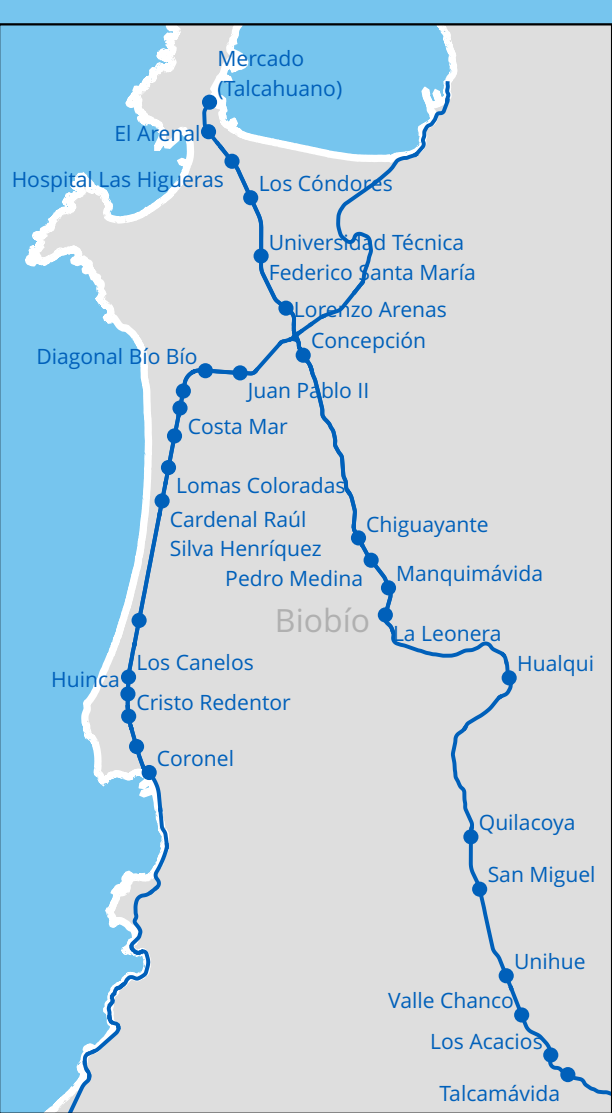 Mercado
(Talcahuano)
El Arenal
Hospital Las Higueras
Los Cóndores
Universidad Técnica
Federico Santa María
Lorenzo Arenas
Concepción
Diagonal Bío Bío
Juan Pablo II
Costa Mar
Lomas Coloradas
Cardenal Raúl
Silva Henríquez
Chiguayante
Pedro Medina
Manquimávida
Biobío
La Leonera
Hualqui
Los Canelos
Huinca
Cristo Redentor
Coronel
Quilacoya
San Miguel
Unihue
Valle Chanco
Los Acacios
Talcamávida